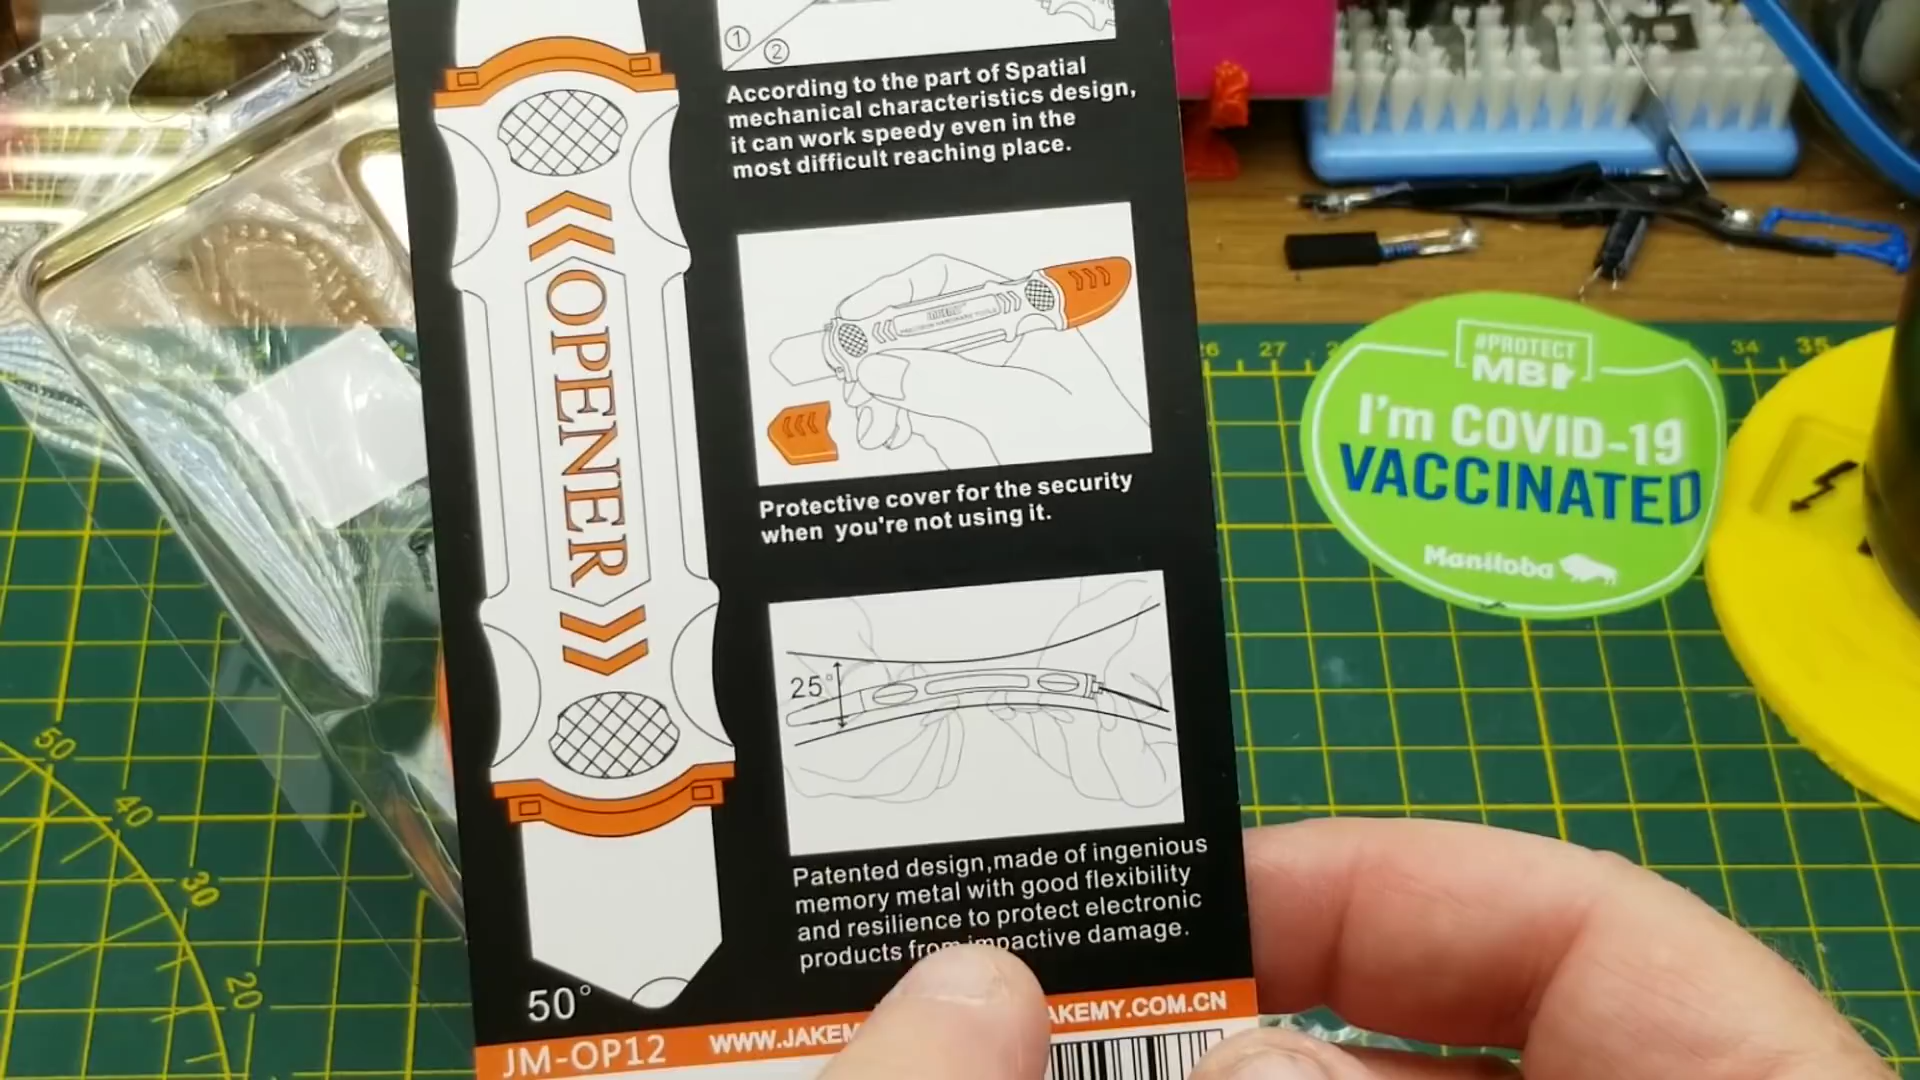 ① ②
According to the part of Spatial
mechanical characteristics design,
it can work speedy even in the
most difficult reaching place.
OPENER
Protective cover for the security
when you're not using it.
25°
Patented design,made of ingenious
memory metal with good flexibility
and resilience to protect electronic
products from impactive damage.
50°
JM-OP12
WWW.JAKEM
AKEMY.COM.CN
#PROTECT
MB
I'm COVID-19
VACCINATED
Manitoba
27
34
35
50
40
30
20